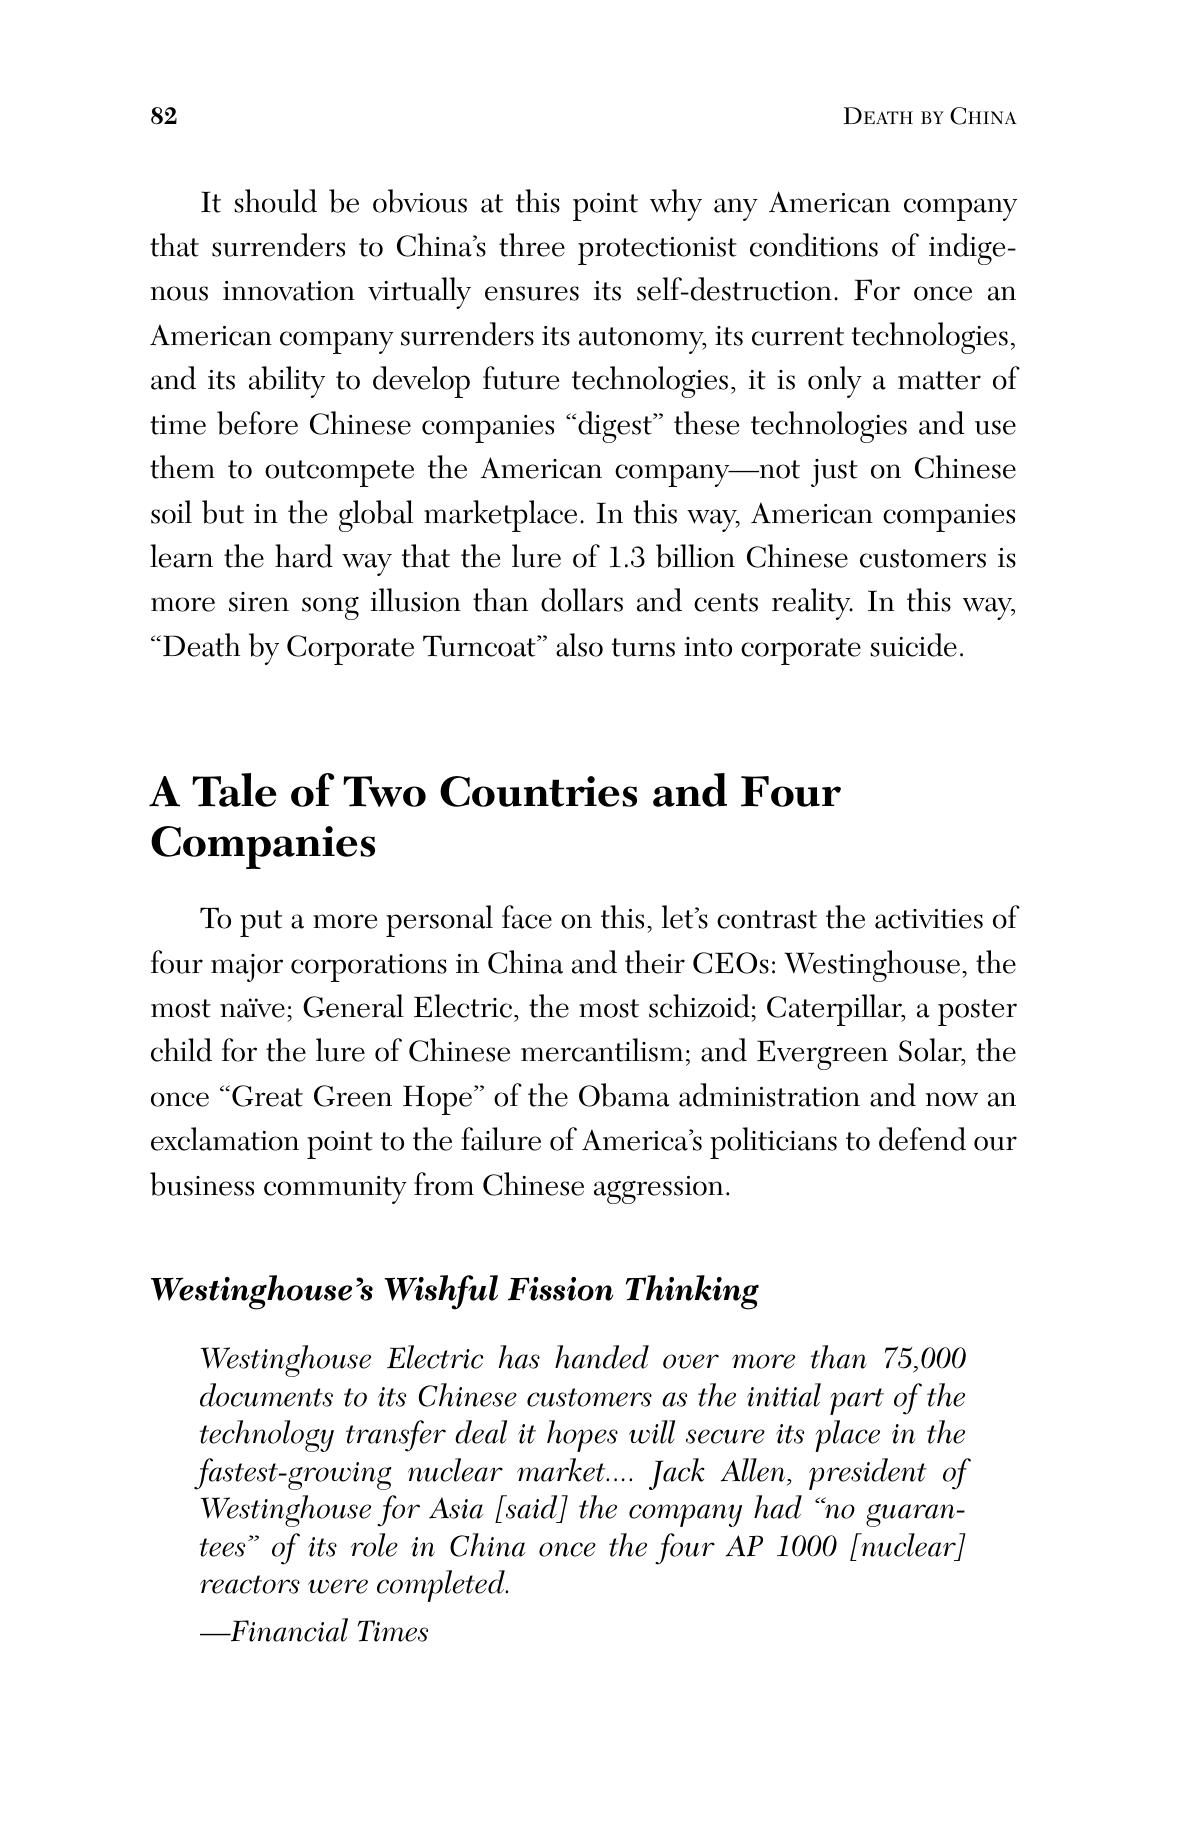 82 DEATH BY CHINA
It should be obvious at this point why any American company
that surrenders to China’s three protectionist conditions of indige-
nous innovation virtually ensures its self-destruction. For once an
American company surrenders its autonomy, its current technologies,
and its ability to develop future technologies, it is only a matter of
time before Chinese companies “digest” these technologies and use
them to outcompete the American company—not just on Chinese
soil but in the global marketplace. In this way, American companies
learn the hard way that the lure of 1.3 billion Chinese customers is
more siren song illusion than dollars and cents reality. In this way,
“Death by Corporate Turncoat” also turns into corporate suicide.
A Tale of Two Countries and Four
Companies
To put a more personal face on this, let’s contrast the activities of
four major corporations in China and their CEOs: Westinghouse, the
most naïve; General Electric, the most schizoid; Caterpillar, a poster
child for the lure of Chinese mercantilism; and Evergreen Solar, the
once “Great Green Hope” of the Obama administration and now an
exclamation point to the failure of America’s politicians to defend our
business community from Chinese aggression.
Westinghouse’s Wishful Fission Thinking
Westinghouse Electric has handed over more than 75,000
documents to its Chinese customers as the initial part of the
technology transfer deal it hopes will secure its place in the
fastest-growing nuclear market.... Jack Allen, president of
Westinghouse for Asia [said] the company had “no guaran-
tees” of its role in China once the four AP 1000 [nuclear]
reactors were completed.
—Financial Times